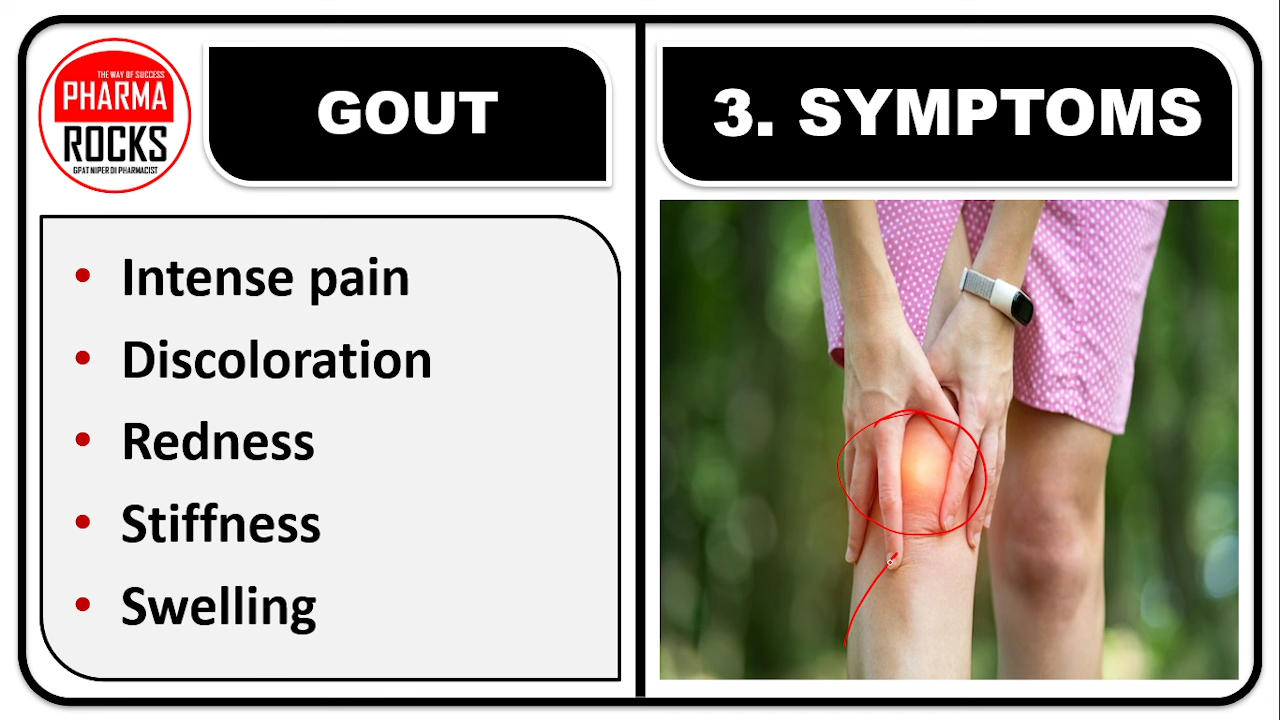 THE WAY OF SUCCESS
PHARMA
ROCKS
GPAT NIPER DI PHARMACIST
GOUT
3. SYMPTOMS
• Intense pain
• Discoloration
• Redness
• Stiffness
• Swelling